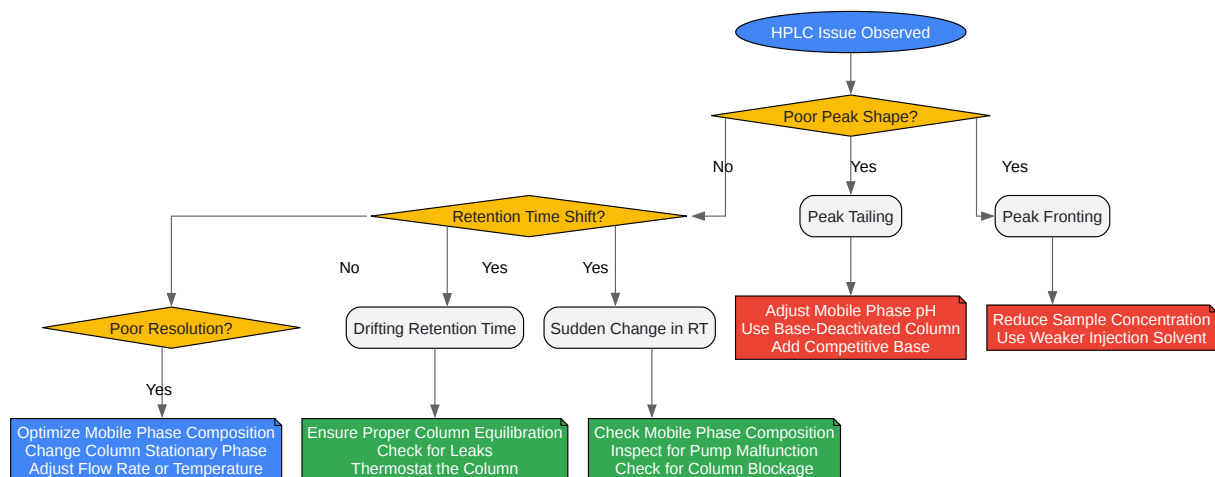 HPLC Issue Observed
Poor Peak Shape?
No
Yes
Yes
Retention Time Shift?
Peak Tailing
Peak Fronting
No
Yes
Yes
Poor Resolution?
Drifting Retention Time
Sudden Change in RT
Adjust Mobile Phase pH
Use Base-Deactivated Column
Add Competitive Base
Reduce Sample Concentration
Use Weaker Injection Solvent
Yes
Optimize Mobile Phase Composition
Change Column Stationary Phase
Adjust Flow Rate or Temperature
Ensure Proper Column Equilibration
Check for Leaks
Thermostat the Column
Check Mobile Phase Composition
Inspect for Pump Malfunction
Check for Column Blockage